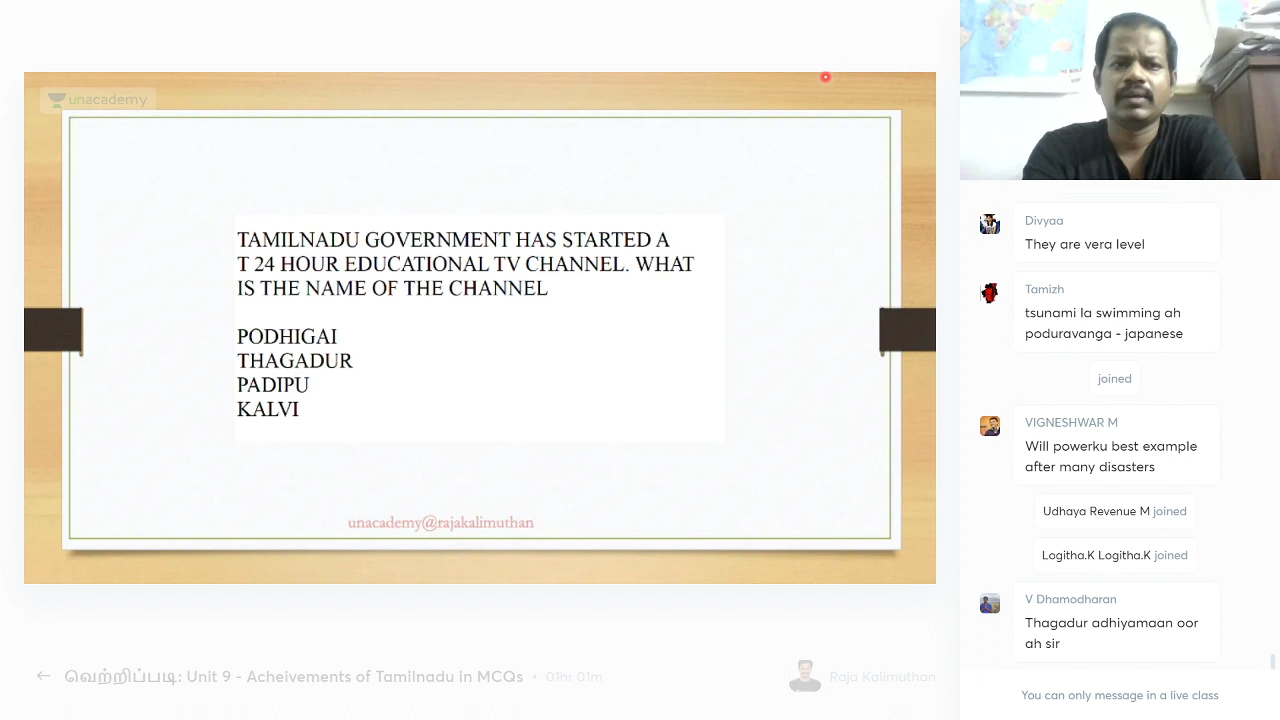 unacademy
TAMILNADU GOVERNMENT HAS STARTED A
T 24 HOUR EDUCATIONAL TV CHANNEL. WHAT
IS THE NAME OF THE CHANNEL
PODHIGAI
THAGADUR
PADIPU
KALVI
unacademy@rajakalimuthan
வெற்றிப்படி: Unit 9 - Acheivements of Tamilnadu in MCQs • 01hr 01m
Raja Kalimuthan
Divyaa
They are vera level
Tamizh
tsunami la swimming ah
poduravanga - japanese
joined
VIGNESHWAR M
Will powerku best example
after many disasters
Udhaya Revenue M joined
Logitha.K Logitha.K joined
V Dhamodharan
Thagadur adhiyamaan oor
ah sir
You can only message in a live class